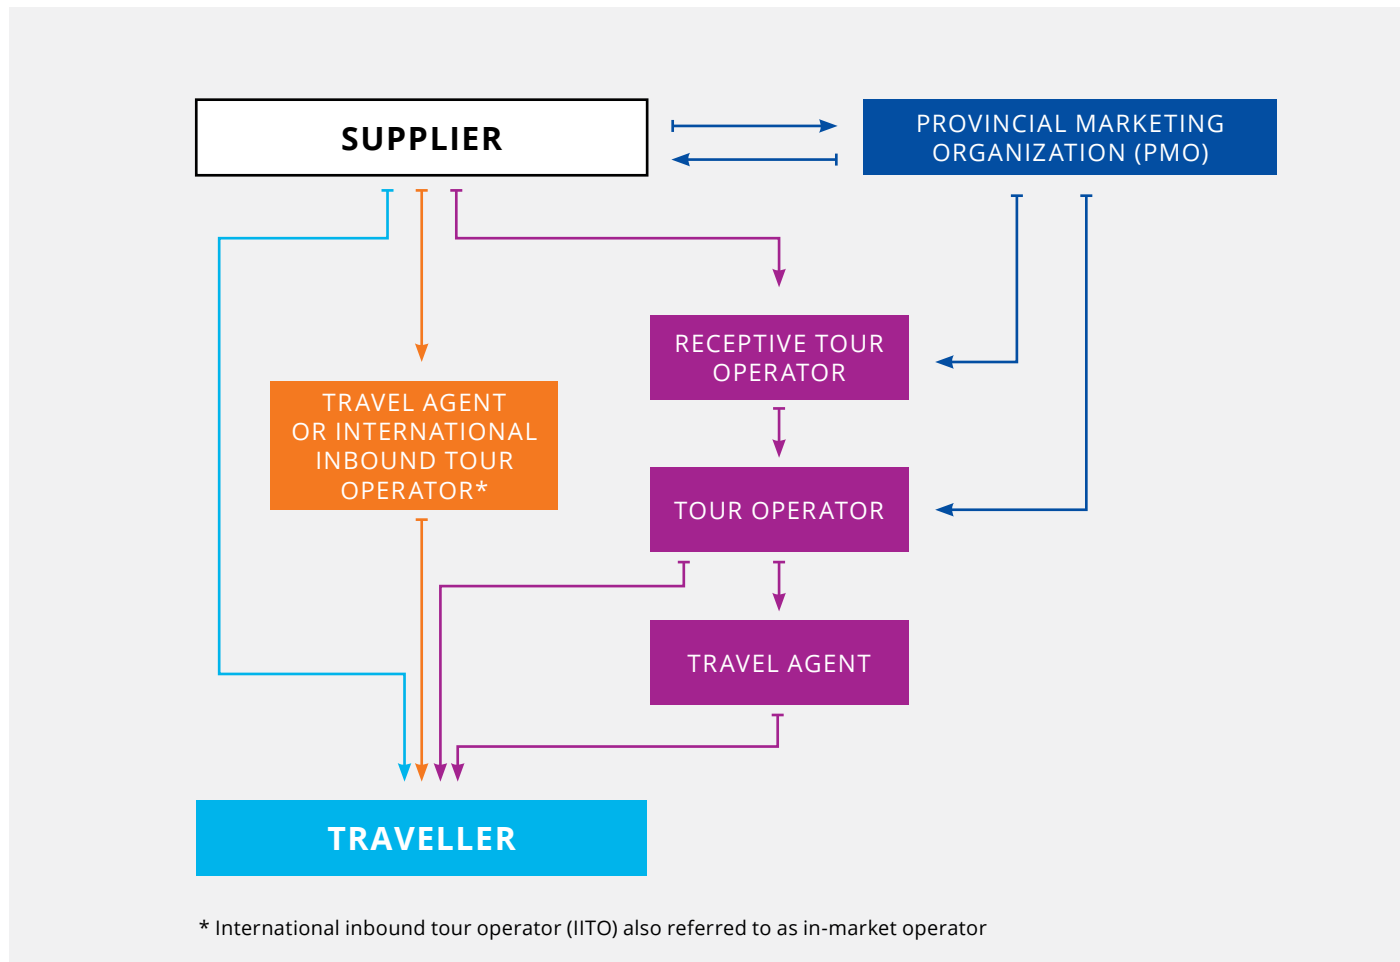 SUPPLIER
PROVINCIAL MARKETING
ORGANIZATION (PMO)
RECEPTIVE TOUR
OPERATOR
TRAVEL AGENT
OR INTERNATIONAL
INBOUND TOUR
OPERATOR*
TOUR OPERATOR
TRAVEL AGENT
TRAVELLER
* International inbound tour operator (IITO) also referred to as in-market operator